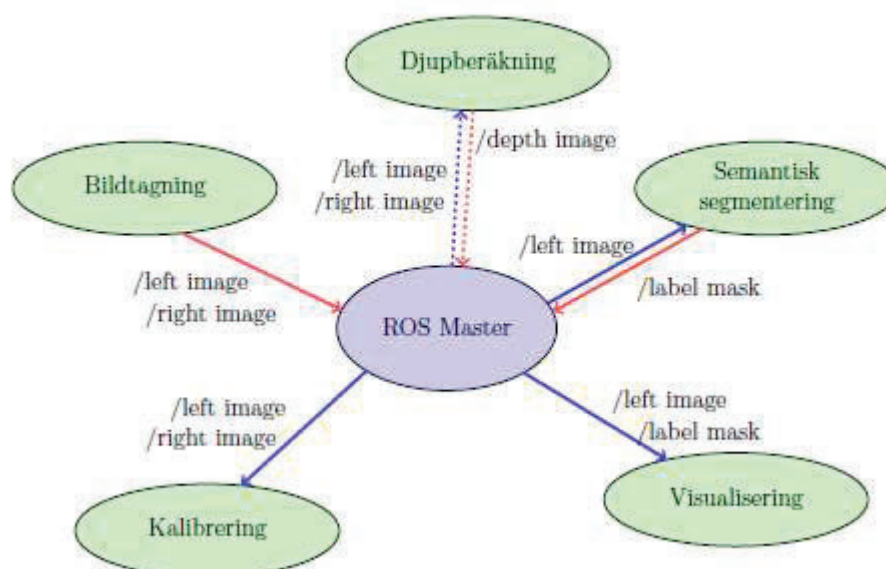 Djupberäkning
/depth image
/left image
/right image
Bildtagning
Semantisk
segmentering
/left image
/label mask
/left image
/right image
ROS Master
/left image
/right image
/left image
/label mask
Kalibrering
Visualisering